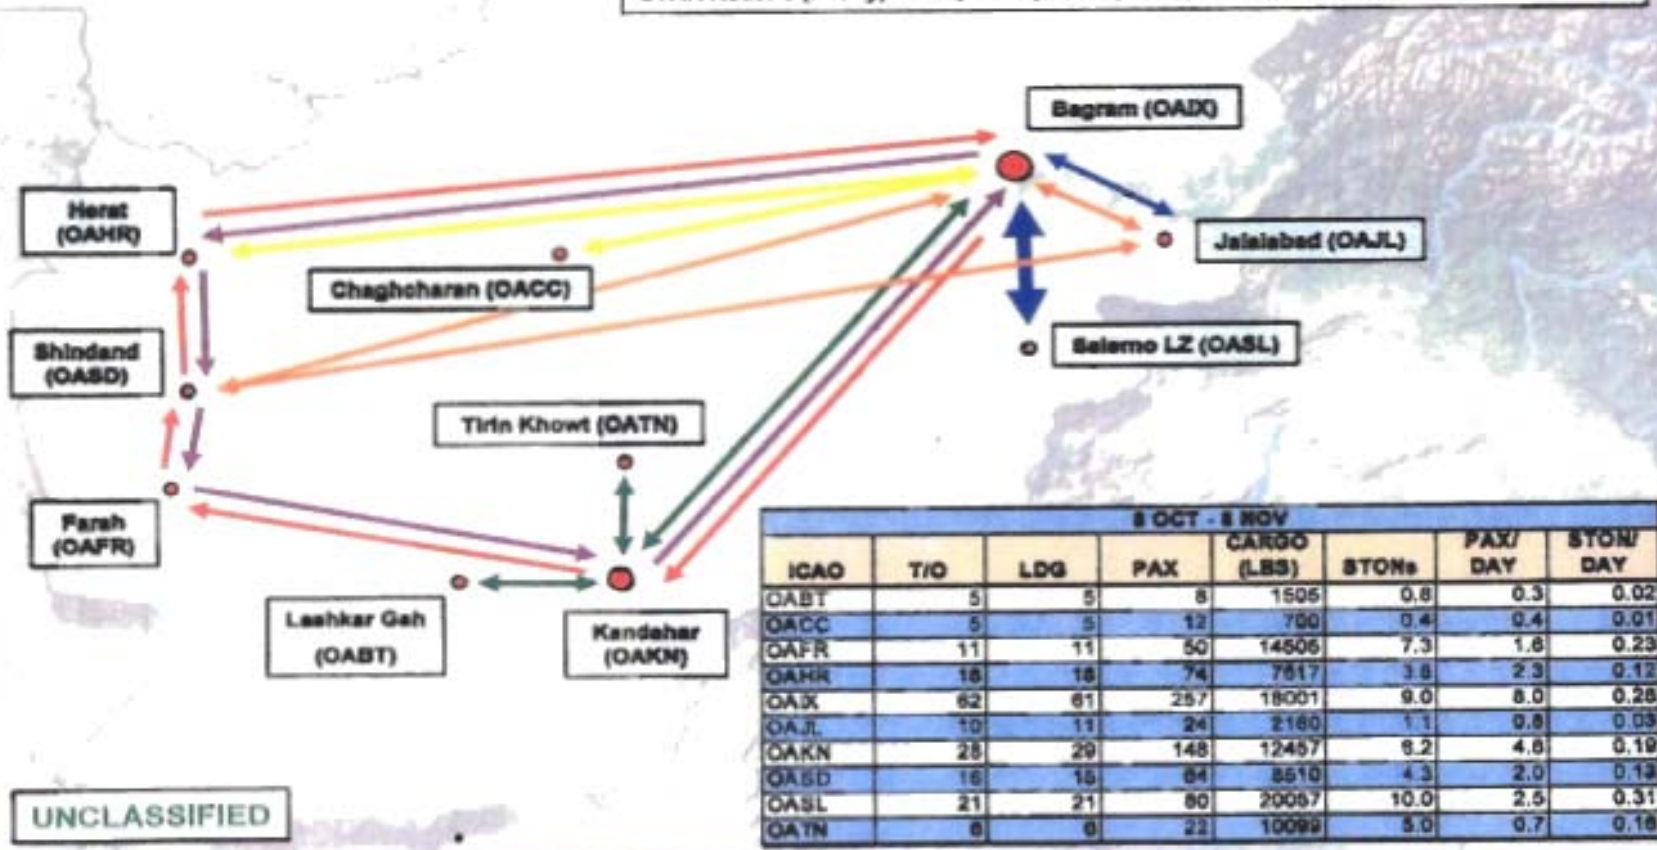 Bagram (OAIX)
Herat
(OAHR)
Jalalabad (OAJL)
Chaghcharan (OACC)
Shindand
(OASD)
Salerno LZ (OASL)
Tirin Khowt (OATN)
Farah
(OAFR)
Lashkar Gah
(OABT)
Kandahar
(OAKN)
8 OCT - 8 NOV
ICAO T/O LDG PAX CARGO (LBS) STONs PAX/ DAY STON/ DAY
OABT 5 5 8 1505 0.8 0.3 0.02
OACC 5 5 12 700 0.4 0.4 0.01
OAFR 11 11 50 14506 7.3 1.6 0.23
OAHR 18 18 74 7617 3.8 2.3 0.12
OAIX 62 61 257 18001 9.0 8.0 0.28
OAJL 10 11 24 2160 1.1 0.8 0.03
OAKN 28 29 148 12457 6.2 4.6 0.19
OASD 16 15 64 8510 4.3 2.0 0.13
OASL 21 21 80 20057 10.0 2.5 0.31
OATN 6 6 22 10099 5.0 0.7 0.16
UNCLASSIFIED